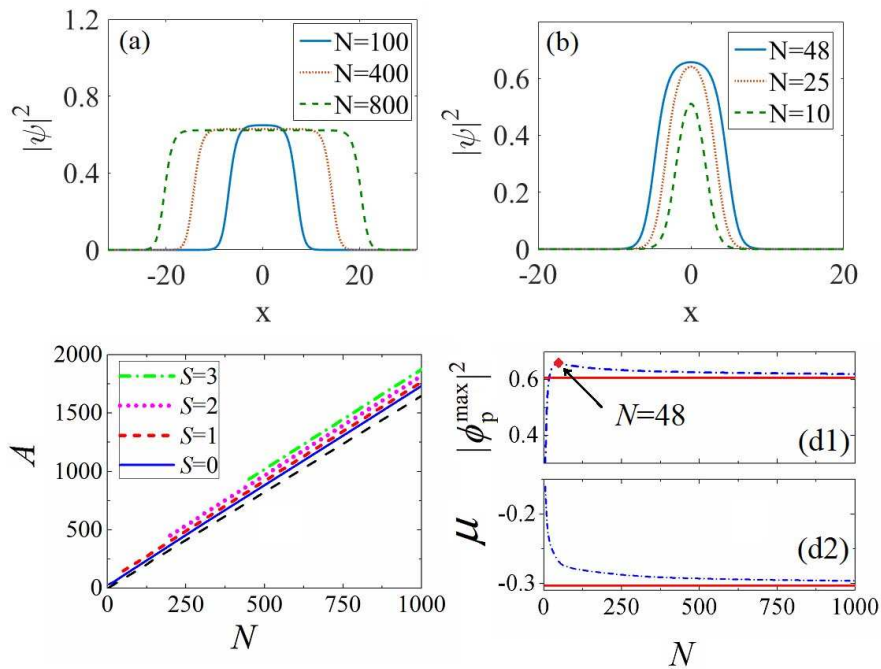 (a)
N=100
N=400
N=800
|ψ|²
1.2
0.8
0.4
0
-20
0
20
x
(b)
N=48
N=25
N=10
|ψ|²
0.6
0.4
0.2
0
-20
-10
0
10
20
x
A
2000
1500
1000
500
0
S=3
S=2
S=1
S=0
0
250
500
750
1000
N
|ϕₚᵐᵃˣ|²
0.6
0.4
N=48
(d1)
μ
-0.2
-0.3
(d2)
0
250
500
750
1000
N